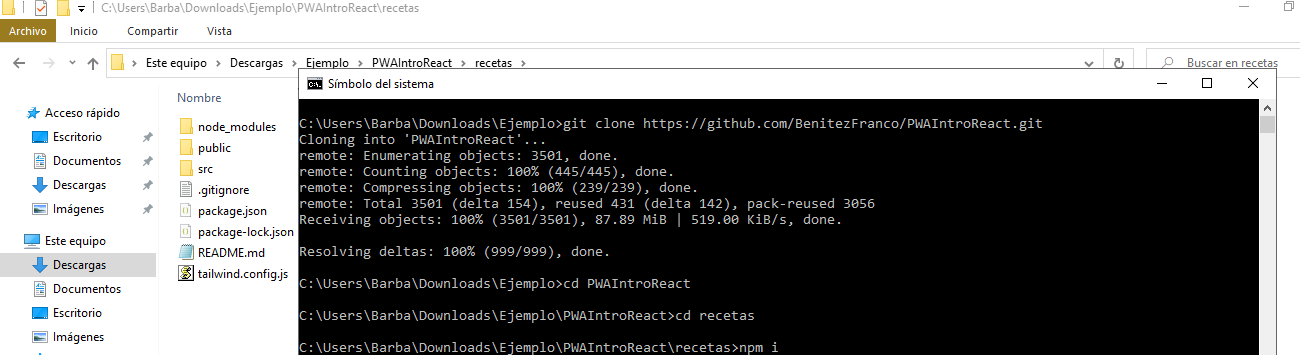 C:\Users\Barba\Downloads\Ejemplo\PWAIntroReact\recetas
Archivo Inicio Compartir Vista
Este equipo Descargas Ejemplo PWAIntroReact recetas
Buscar en recetas
Acceso rápido
Escritorio
Documentos
Descargas
Imágenes
Este equipo
Descargas
Documentos
Escritorio
Imágenes
Nombre
node_modules
public
src
.gitignore
package.json
package-lock.json
README.md
tailwind.config.js
C:\.
Símbolo del sistema
C:\Users\Barba\Downloads\Ejemplo>git clone https://github.com/BenitezFranco/PWAIntroReact.git
Cloning into 'PWAIntroReact'...
remote: Enumerating objects: 3501, done.
remote: Counting objects: 100% (445/445), done.
remote: Compressing objects: 100% (239/239), done.
remote: Total 3501 (delta 154), reused 431 (delta 142), pack-reused 3056
Receiving objects: 100% (3501/3501), 87.89 MiB | 519.00 KiB/s, done.
Resolving deltas: 100% (999/999), done.
C:\Users\Barba\Downloads\Ejemplo>cd PWAIntroReact
C:\Users\Barba\Downloads\Ejemplo\PWAIntroReact>cd recetas
C:\Users\Barba\Downloads\Ejemplo\PWAIntroReact\recetas>npm i